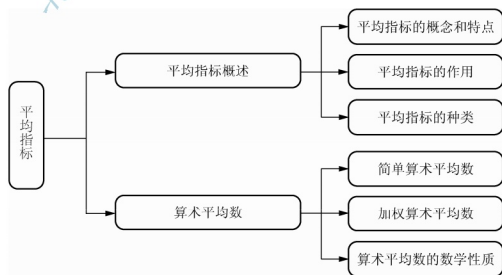 平均指标
平均指标概述
平均指标的概念和特点
平均指标的作用
平均指标的种类
算术平均数
简单算术平均数
加权算术平均数
算术平均数的数学性质